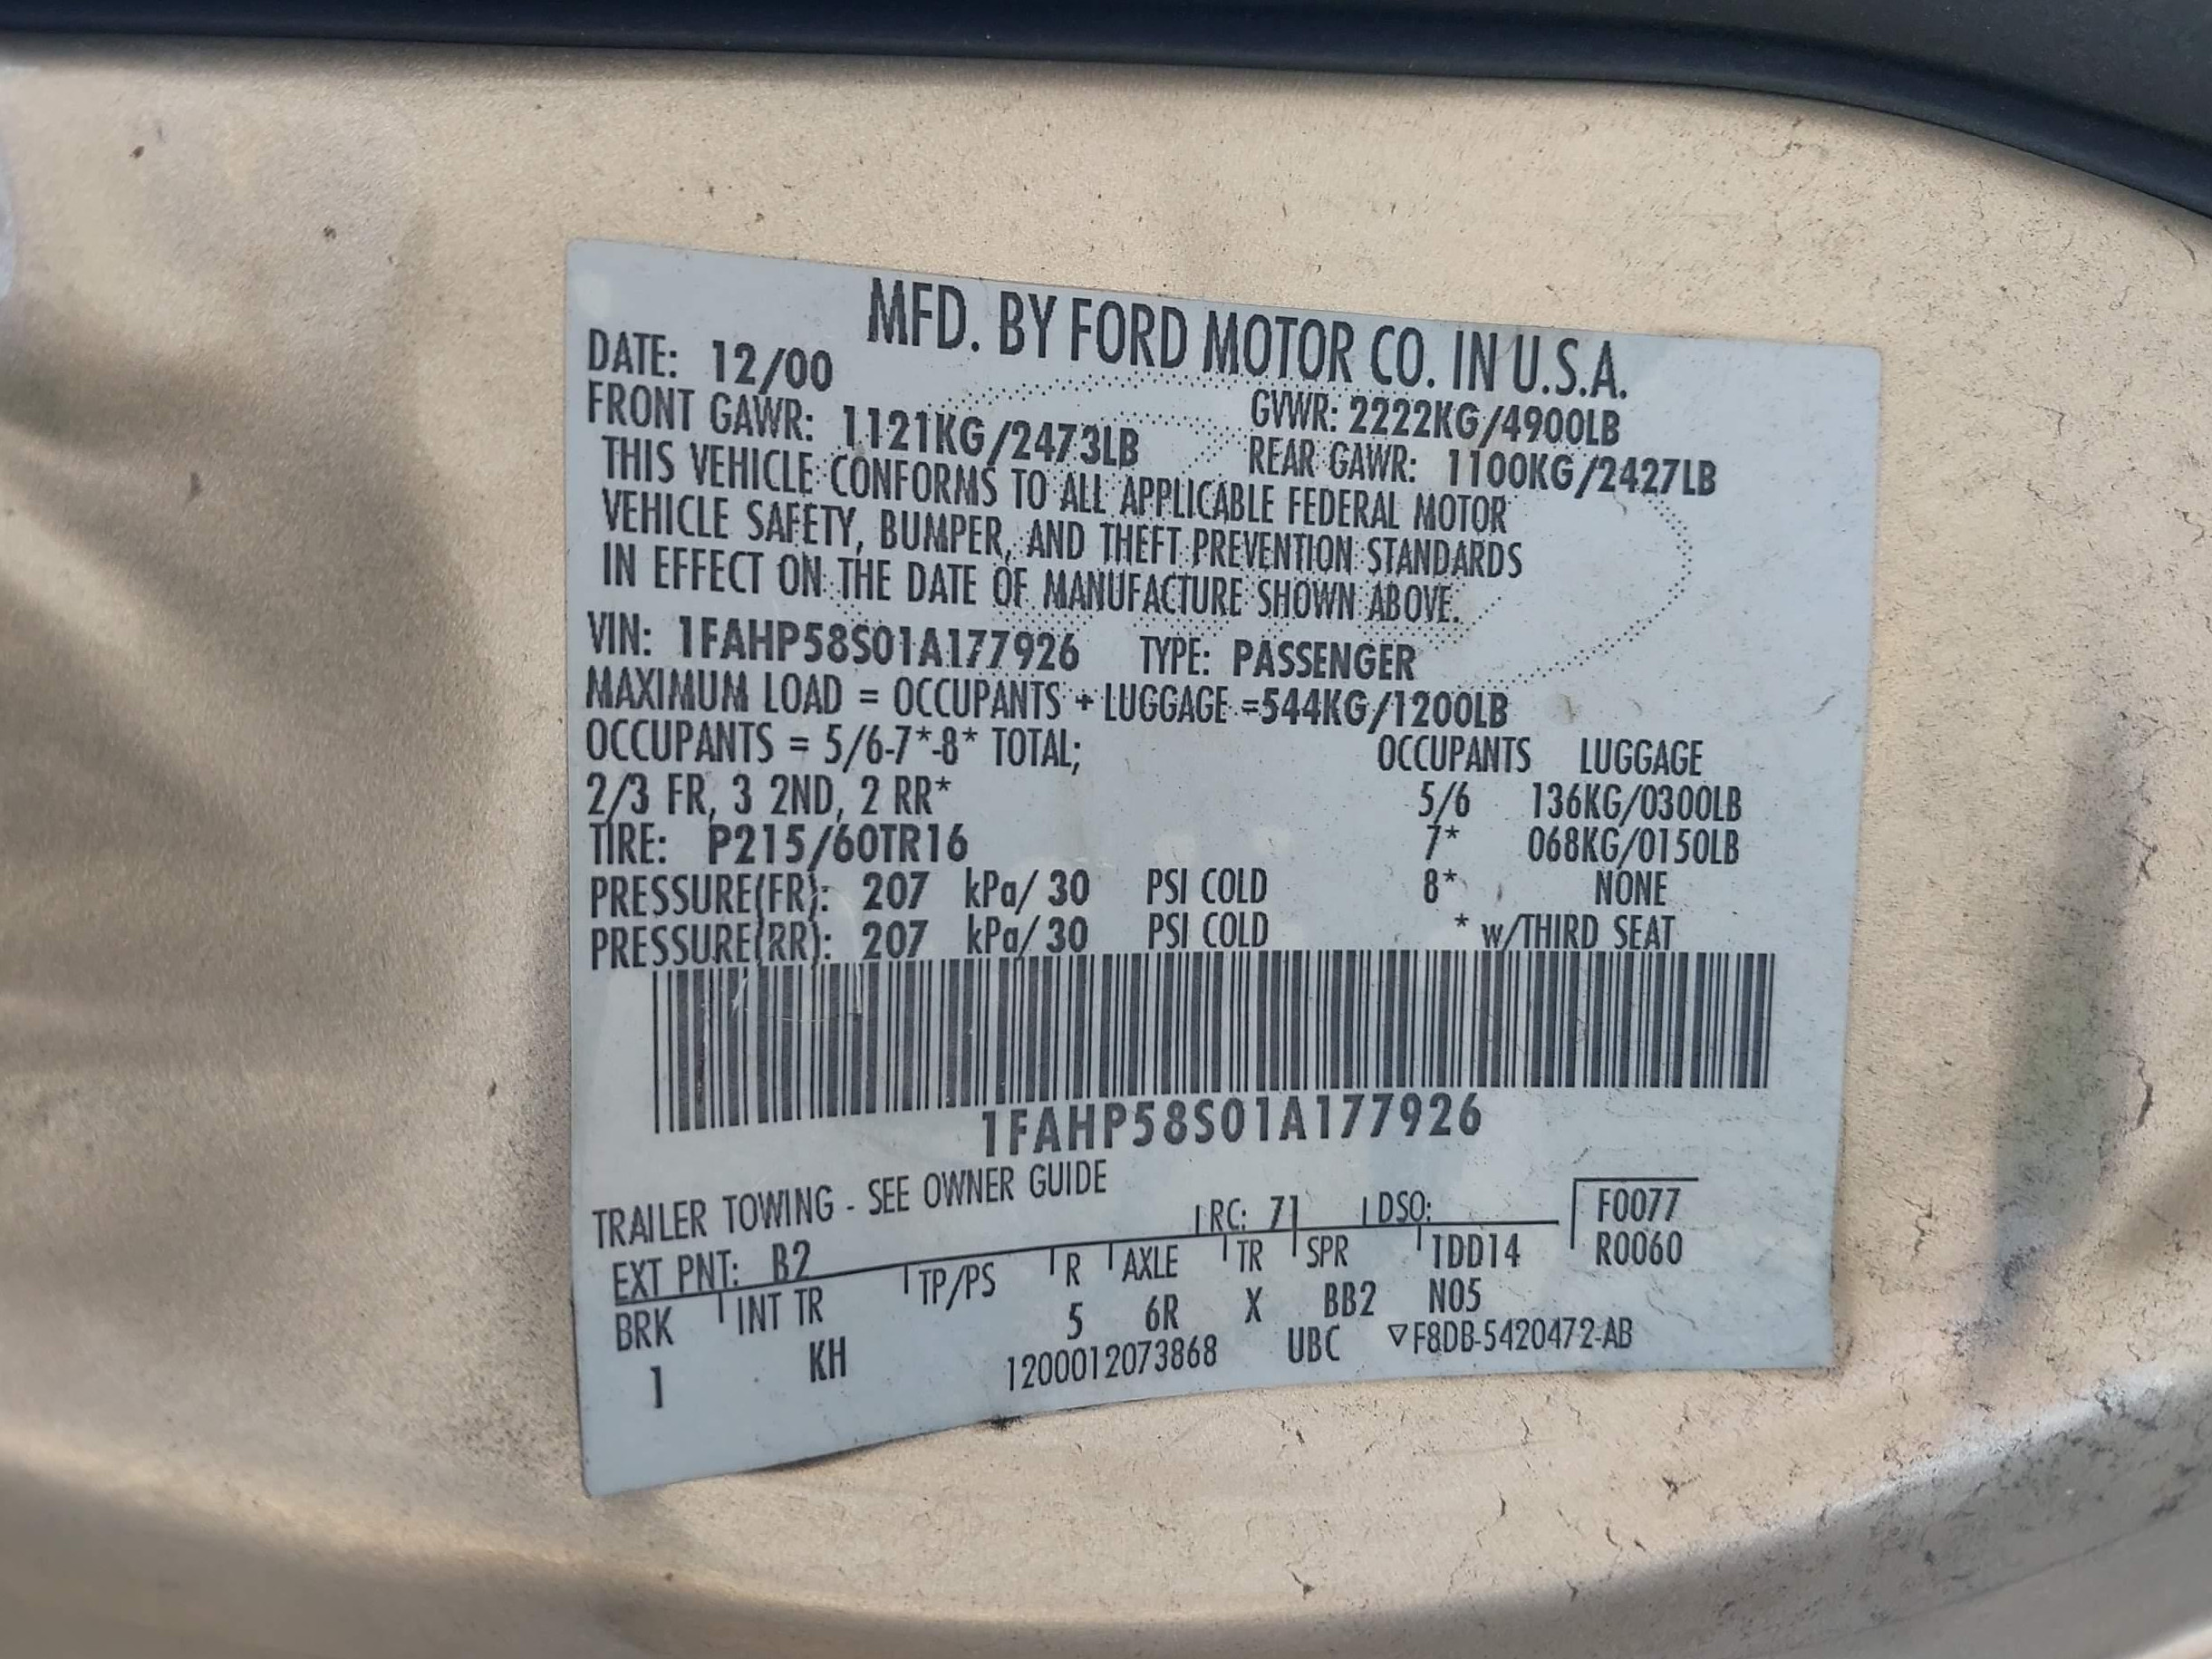 MFD. BY FORD MOTOR CO. IN U.S.A.
DATE: 12/00
GVWR: 2222KG/4900LB
FRONT GAWR: 1121KG/2473LB
REAR GAWR: 1100KG/2427LB
THIS VEHICLE CONFORMS TO ALL APPLICABLE FEDERAL MOTOR
VEHICLE SAFETY, BUMPER, AND THEFT PREVENTION STANDARDS
IN EFFECT ON THE DATE OF MANUFACTURE SHOWN ABOVE.
VIN: 1FAHP58S01A177926 TYPE: PASSENGER
MAXIMUM LOAD = OCCUPANTS + LUGGAGE =544KG/1200LB
OCCUPANTS = 5/6-7*-8* TOTAL; OCCUPANTS LUGGAGE
2/3 FR, 3 2ND, 2 RR* 5/6 136KG/0300LB
TIRE: P215/60TR16 7* 068KG/0150LB
PRESSURE(FR): 207 kPa/ 30 PSI COLD 8* NONE
PRESSURE(RR): 207 kPa/ 30 PSI COLD * w/THIRD SEAT
1FAHP58S01A177926
TRAILER TOWING - SEE OWNER GUIDE
EXT PNT: B2 RC: 71 DSO: F0077
BRK INT TR TP/PS R AXLE TR SPR TDD14 R0060
1 KH 5 6R X BB2 N05
1200012073868 UBC ▽F8DB-5420472-AB